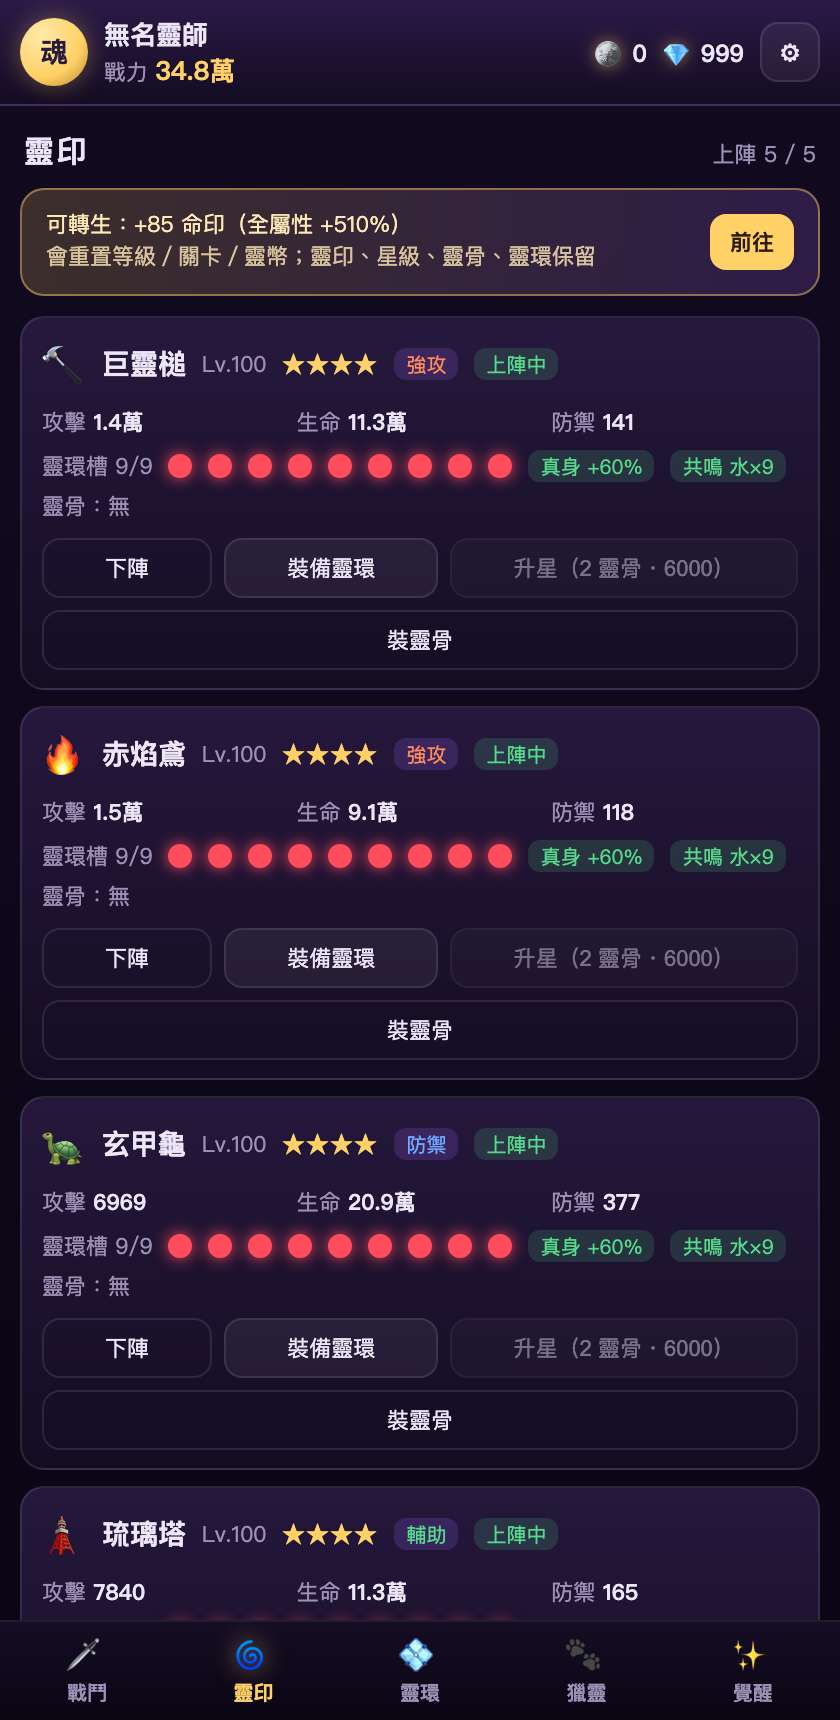 魂
無名靈師
戰力 34.8萬
0 999
靈印
上陣 5 / 5
可轉生：+85 命印（全屬性 +510%）
會重置等級 / 關卡 / 靈幣；靈印、星級、靈骨、靈環保留
前往
巨靈槌 Lv.100 ★★★★ 強攻 上陣中
攻擊 1.4萬 生命 11.3萬 防禦 141
靈環槽 9/9 真身 +60% 共鳴 水×9
靈骨：無
下陣 裝備靈環 升星（2 靈骨・6000）
裝靈骨
赤焰鳶 Lv.100 ★★★★ 強攻 上陣中
攻擊 1.5萬 生命 9.1萬 防禦 118
靈環槽 9/9 真身 +60% 共鳴 水×9
靈骨：無
下陣 裝備靈環 升星（2 靈骨・6000）
裝靈骨
玄甲龜 Lv.100 ★★★★ 防禦 上陣中
攻擊 6969 生命 20.9萬 防禦 377
靈環槽 9/9 真身 +60% 共鳴 水×9
靈骨：無
下陣 裝備靈環 升星（2 靈骨・6000）
裝靈骨
琉璃塔 Lv.100 ★★★★ 輔助 上陣中
攻擊 7840 生命 11.3萬 防禦 165
戰鬥 靈印 靈環 獵靈 覺醒